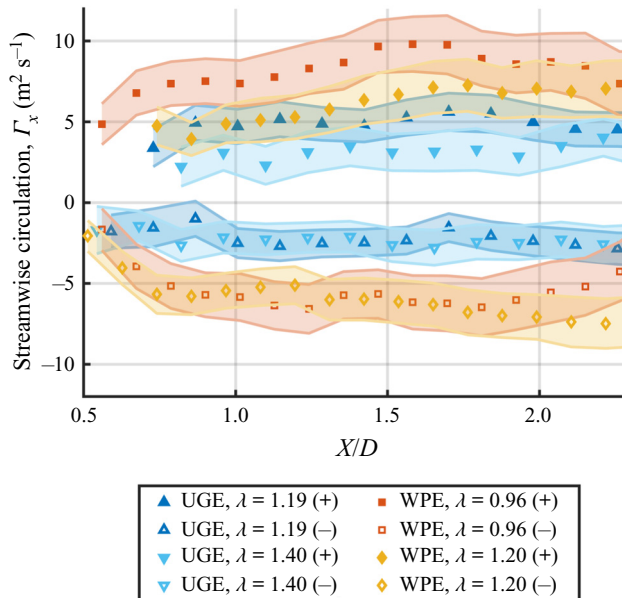 10
5
0
−5
−10
Streamwise circulation, Γx (m² s⁻¹)
0.5 1.0 1.5 2.0
X/D
UGE, λ = 1.19 (+) WPE, λ = 0.96 (+)
UGE, λ = 1.19 (–) WPE, λ = 0.96 (–)
UGE, λ = 1.40 (+) WPE, λ = 1.20 (+)
UGE, λ = 1.40 (–) WPE, λ = 1.20 (–)